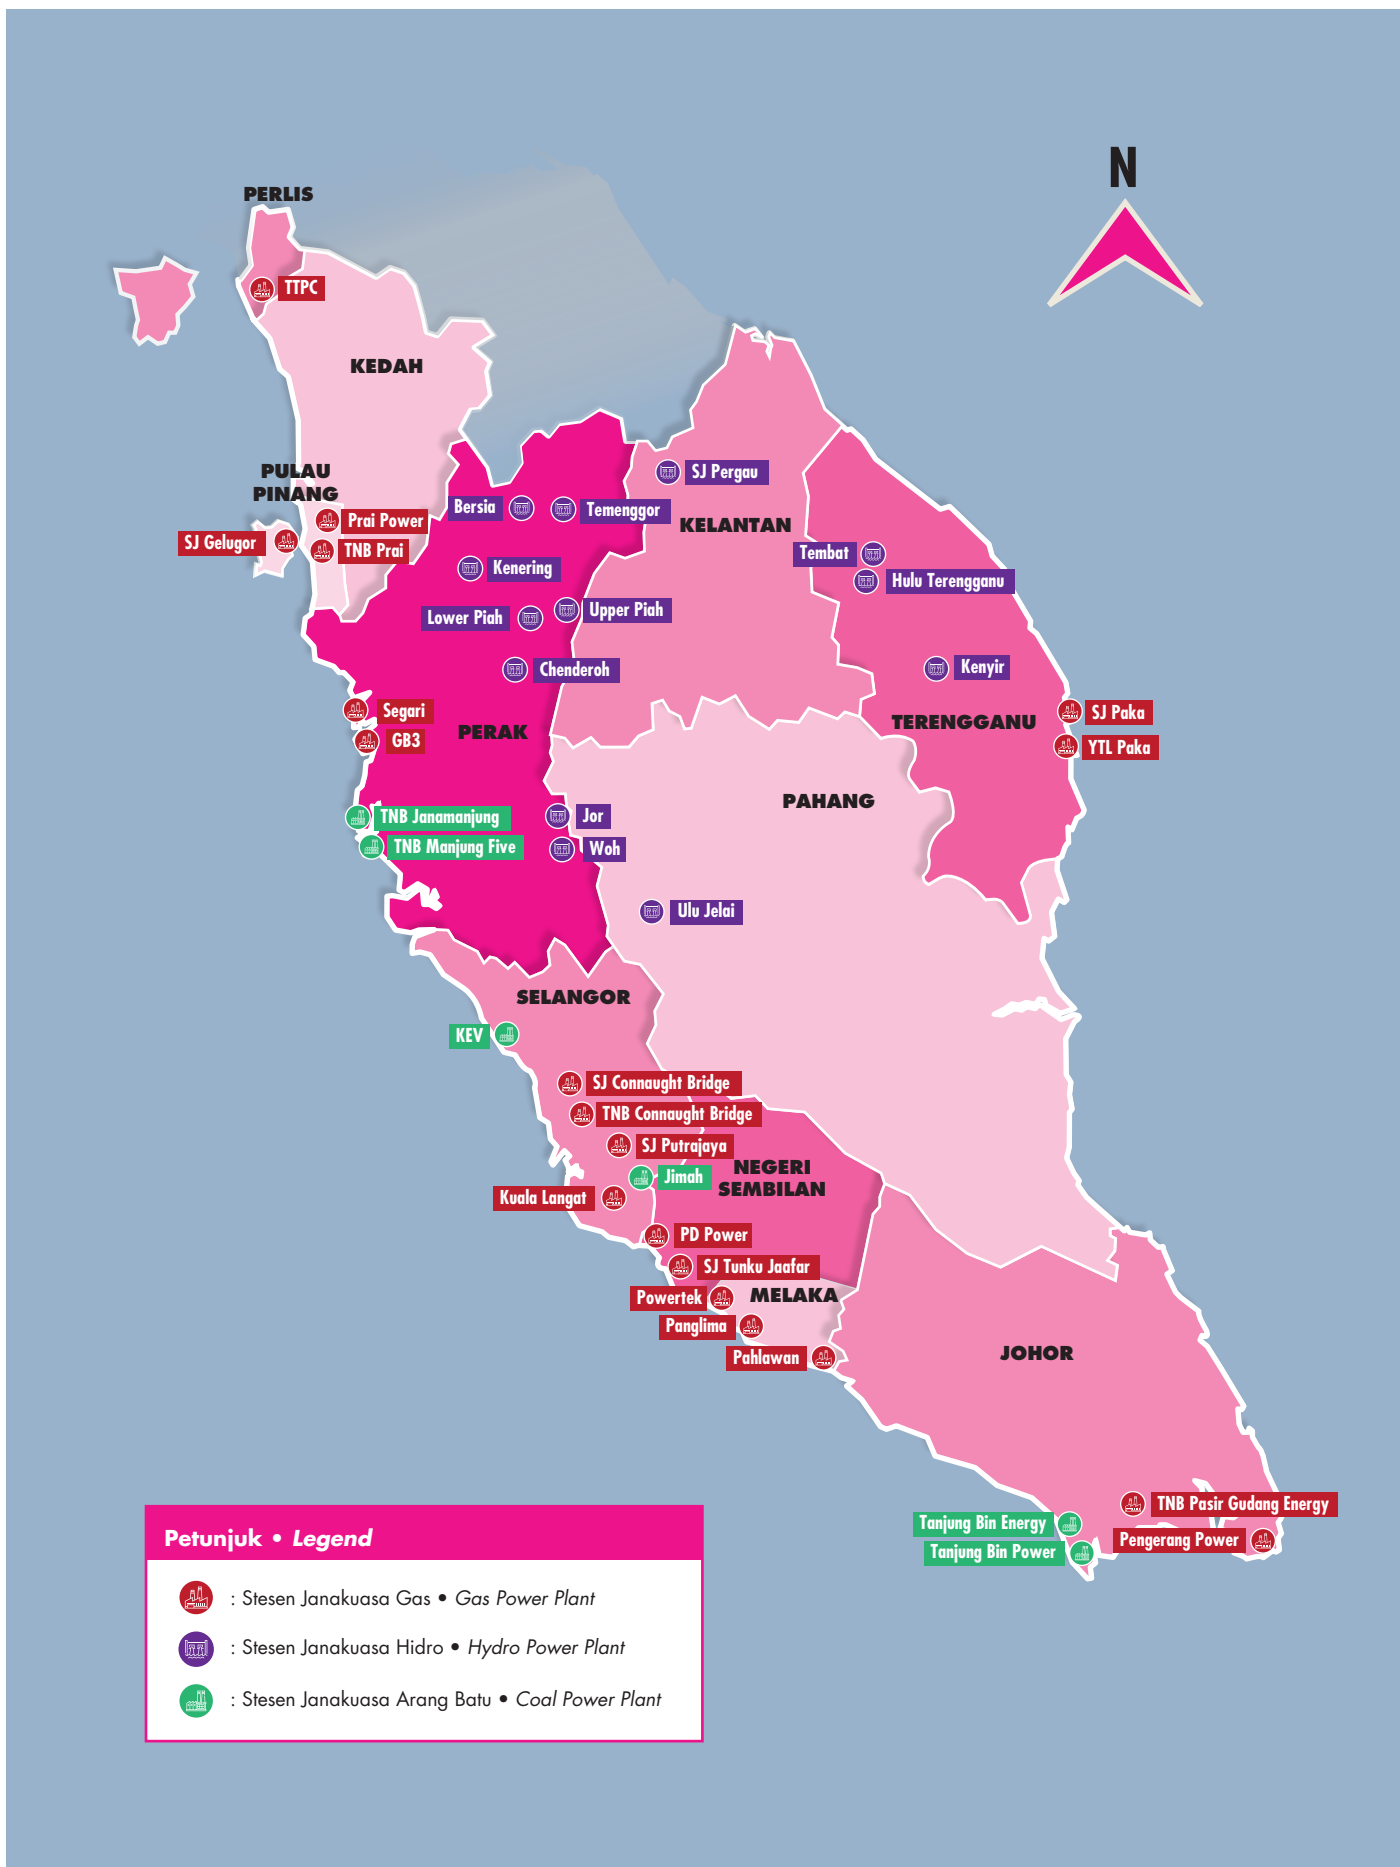 N
PERLIS
TTPC
KEDAH
PULAU
PINANG
SJ Pergau
Bersia
Temenggor
Prai Power
KELANTAN
SJ Gelugor
TNB Prai
Tembat
Kenering
Hulu Terengganu
Lower Piah
Upper Piah
Chenderoh
Kenyir
Segari
SJ Paka
TERENGGANU
PERAK
GB3
YTL Paka
PAHANG
TNB Janamanjung
Jor
TNB Manjung Five
Woh
Ulu Jelai
SELANGOR
KEV
SJ Connaught Bridge
TNB Connaught Bridge
SJ Putrajaya
NEGERI
SEMBILAN
Jimah
Kuala Langat
PD Power
SJ Tunku Jaafar
Powertek
MELAKA
Panglima
Pahlawan
JOHOR
TNB Pasir Gudang Energy
Tanjung Bin Energy
Pengerang Power
Tanjung Bin Power
Petunjuk • Legend
: Stesen Janakuasa Gas • Gas Power Plant
: Stesen Janakuasa Hidro • Hydro Power Plant
: Stesen Janakuasa Arang Batu • Coal Power Plant